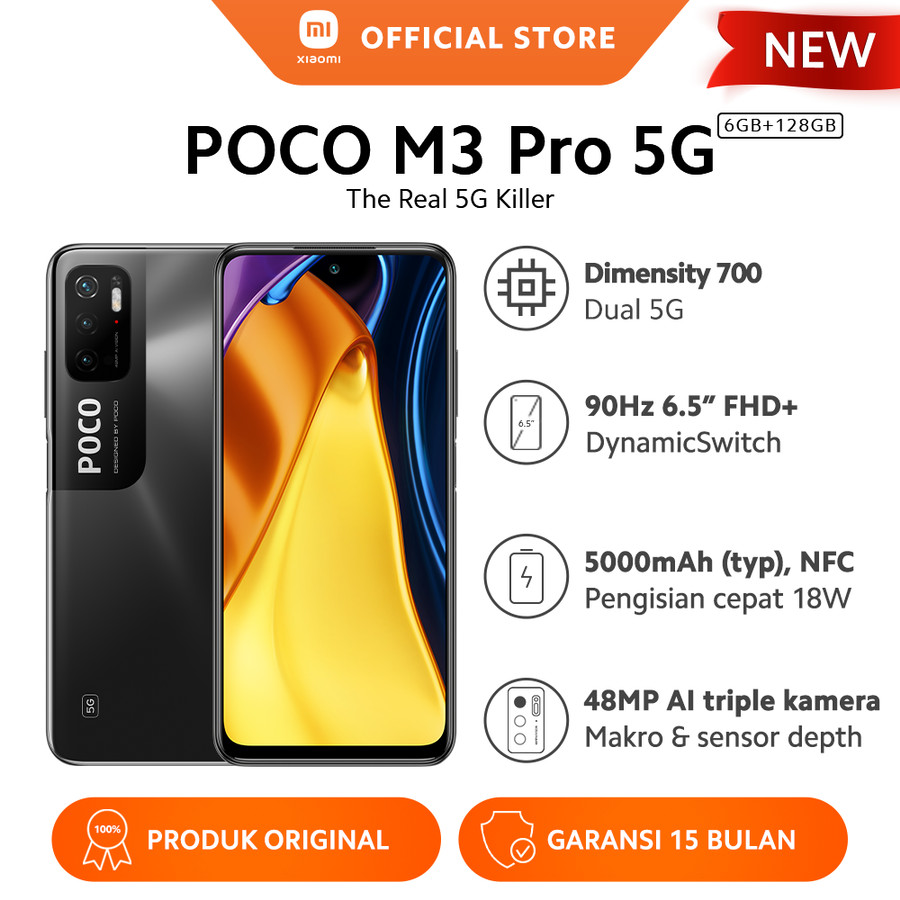 mi
xiaomi
OFFICIAL STORE
NEW
POCO M3 Pro 5G
6GB+128GB
The Real 5G Killer
POCO
DESIGNED BY POCO
5G
Dimensity 700
Dual 5G
6.5"
90Hz 6.5” FHD+
DynamicSwitch
5000mAh (typ), NFC
Pengisian cepat 18W
48MP AI triple kamera
Makro & sensor depth
100%
PRODUK ORIGINAL
GARANSI 15 BULAN